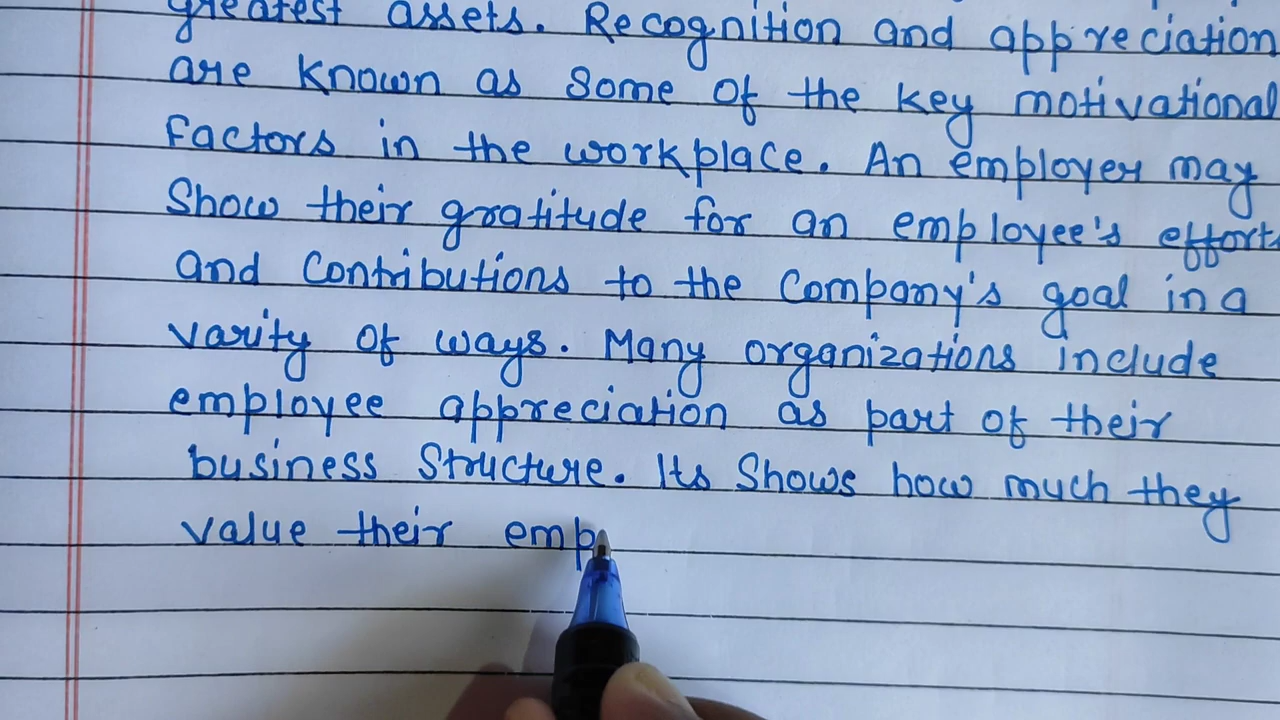 greatest assets. Recognition and appreciation
are known as some of the key motivational
factors in the workplace. An employer may
Show their gratitude for an employee's effort
and contributions to the company's goal in a
varity of ways. Many organizations include
employee appreciation as part of their
business structure. Its Shows how much they
value their emp